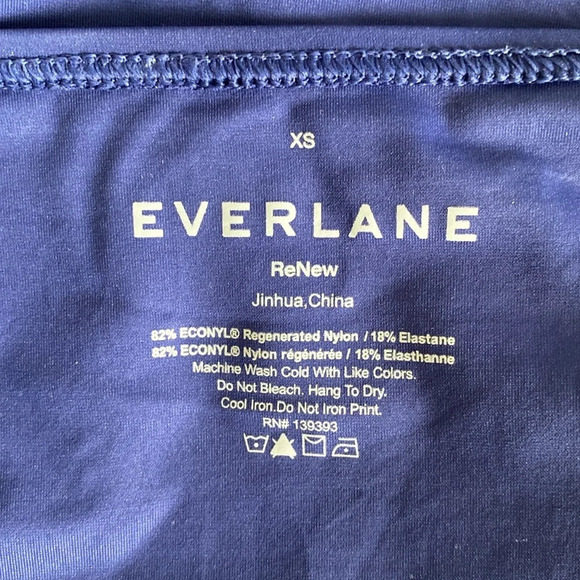 XS
EVERLANE
ReNew
Jinhua,China
82% ECONYL® Regenerated Nylon / 18% Elastane
82% ECONYL® Nylon régénérée / 18% Elasthanne
Machine Wash Cold With Like Colors.
Do Not Bleach. Hang To Dry.
Cool Iron.Do Not Iron Print.
RN# 139393